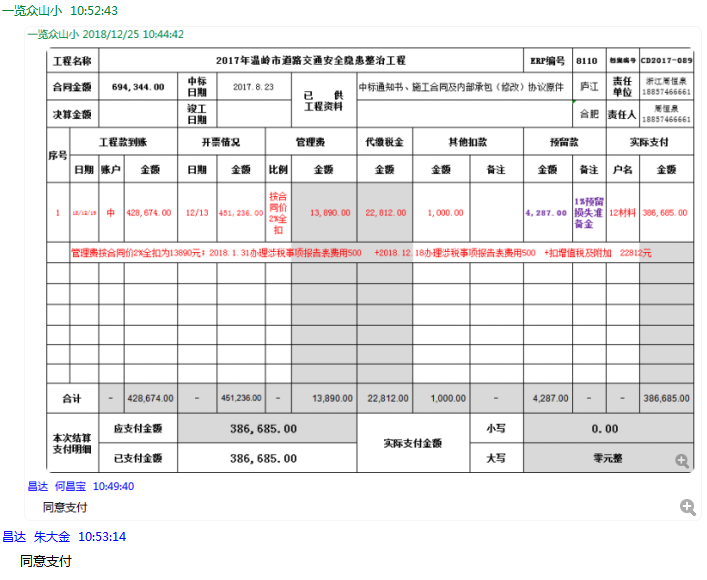 一览众山小 10:52:43
一览众山小 2018/12/25 10:44:42
工程名称 2017年温岭市道路交通安全隐患整治工程 ERP编号 8110 档案编号 CD2017-089
合同金额 694,344.00 中标日期 2017.8.23 已 供工程资料 中标通知书、施工合同及内部承包（修改）协议原件 庐江 责任单位 浙江周恒泉 18857466661
决算金额 竣工日期 合肥 责任人 周恒泉 18857466661
序号 工程款到账 开票情况 管理费 代缴税金 其他扣款 预留款 实际支付
日期 账户 金额 日期 金额 比例 金额 金额 金额 备注 金额 备注 户名 金额
1 18/12/19 中 428,674.00 12/13 451,236.00 按合同价2%全扣 13,890.00 22,812.00 1,000.00 4,287.00 1%预留损失准备金 12材料 386,685.00
管理费按合同价2%全扣为13890元；2018.1.31办理涉税事项报告表费用500 +2018.12.18办理涉税事项报告表费用500 +扣增值税及附加 22812元
合计 - 428,674.00 - 451,236.00 - 13,890.00 22,812.00 1,000.00 - 4,287.00 - - 386,685.00
本次结算支付明细 应支付金额 386,685.00 实际支付金额 小写 0.00
已支付金额 386,685.00 大写 零元整
昌达 何昌宝 10:49:40
同意支付
昌达 朱大金 10:53:14
同意支付